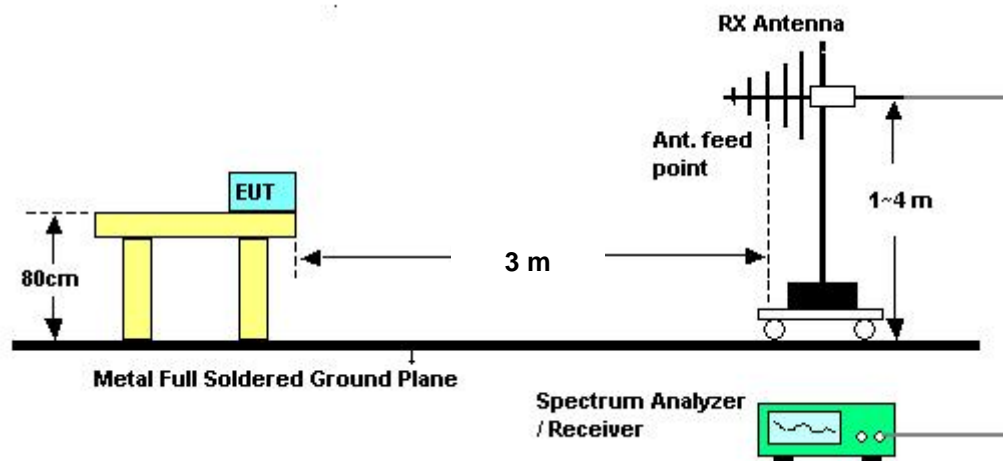 RX Antenna
Ant. feed
point
EUT
1~4 m
3 m
80cm
Metal Full Soldered Ground Plane
Spectrum Analyzer
/ Receiver